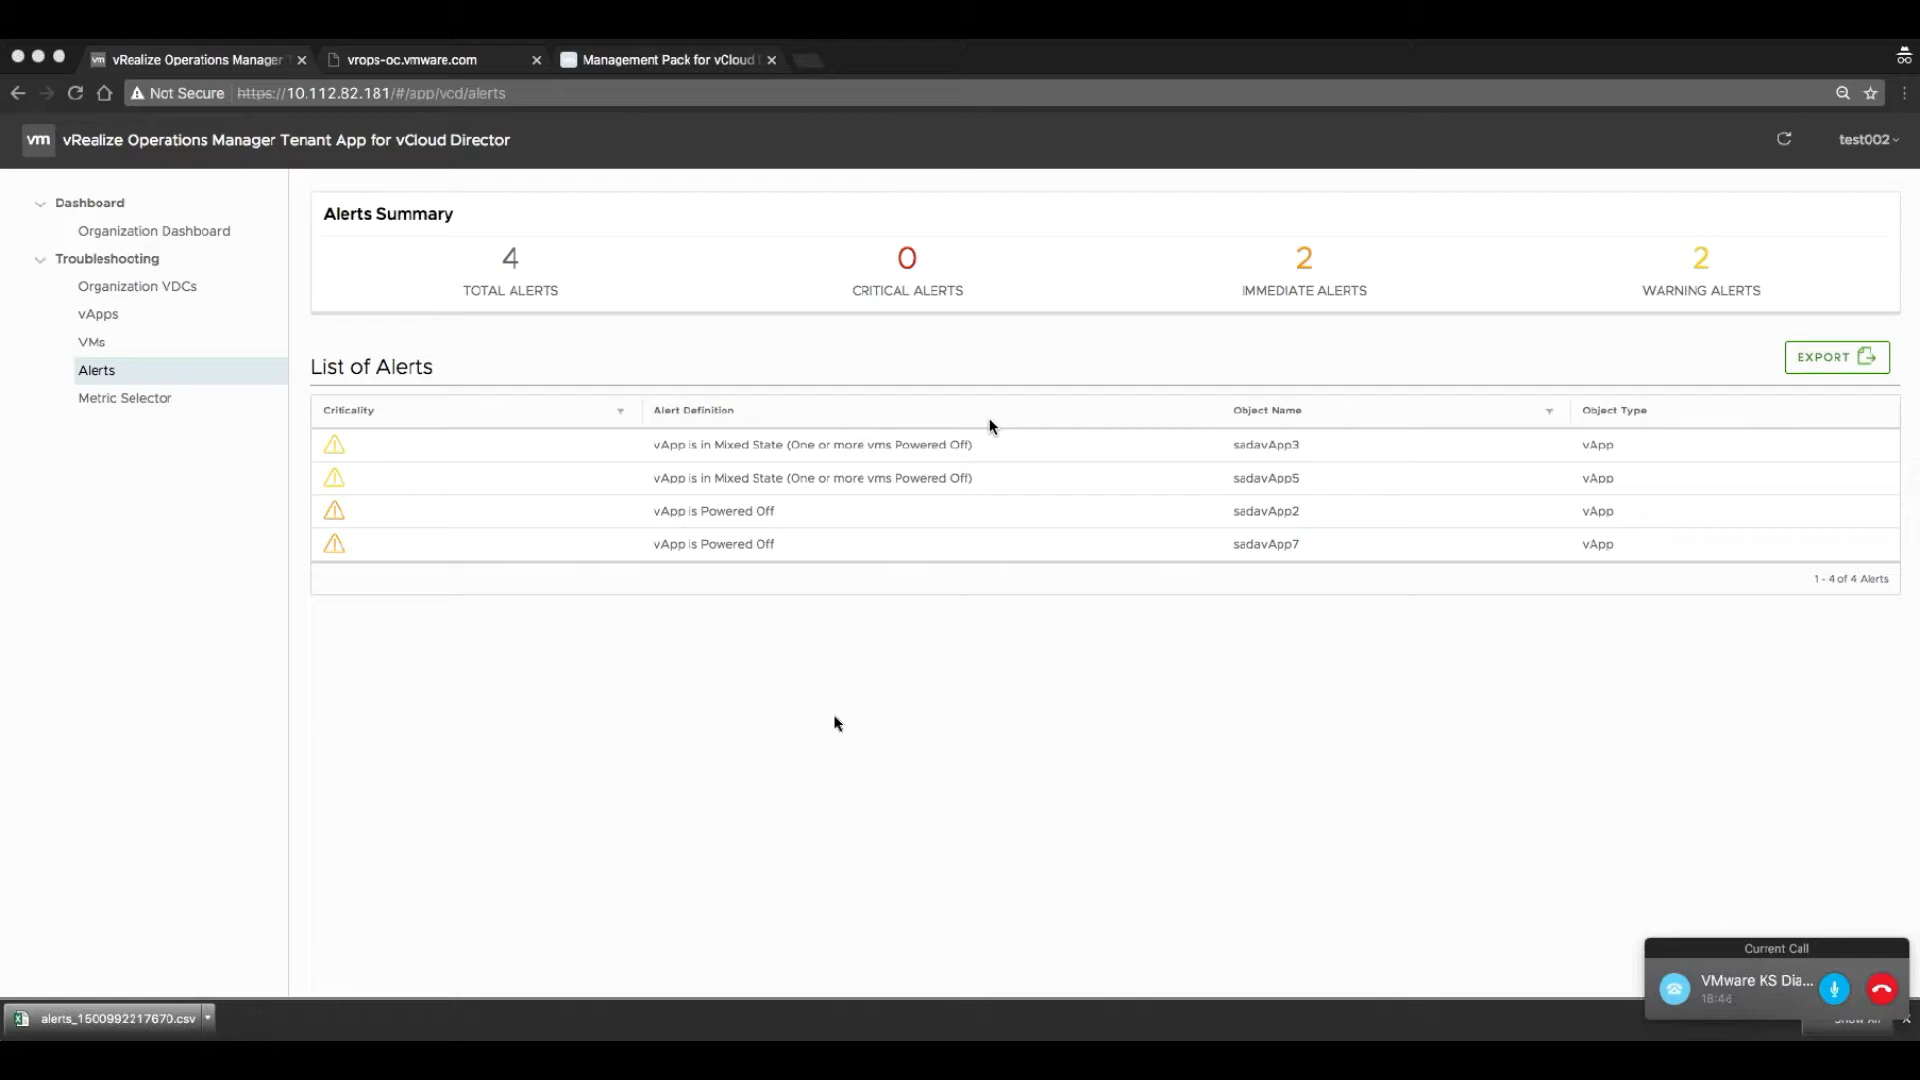 vm vRealize Operations Manager T
vrops-oc.vmware.com
Management Pack for vCloud D
Not Secure https://10.112.82.181/#/app/vcd/alerts
vm vRealize Operations Manager Tenant App for vCloud Director
test002
Dashboard
Organization Dashboard
Troubleshooting
Organization VDCs
vApps
VMs
Alerts
Metric Selector
Alerts Summary
4 0 2 2
TOTAL ALERTS CRITICAL ALERTS IMMEDIATE ALERTS WARNING ALERTS
List of Alerts
EXPORT
Criticality Alert Definition Object Name Object Type
vApp is in Mixed State (One or more vms Powered Off) sadavApp3 vApp
vApp is in Mixed State (One or more vms Powered Off) sadavApp5 vApp
vApp is Powered Off sadavApp2 vApp
vApp is Powered Off sadavApp7 vApp
1 - 4 of 4 Alerts
Current Call
VMware KS Dia...
18:46
alerts_1500992217670.csv
Show All